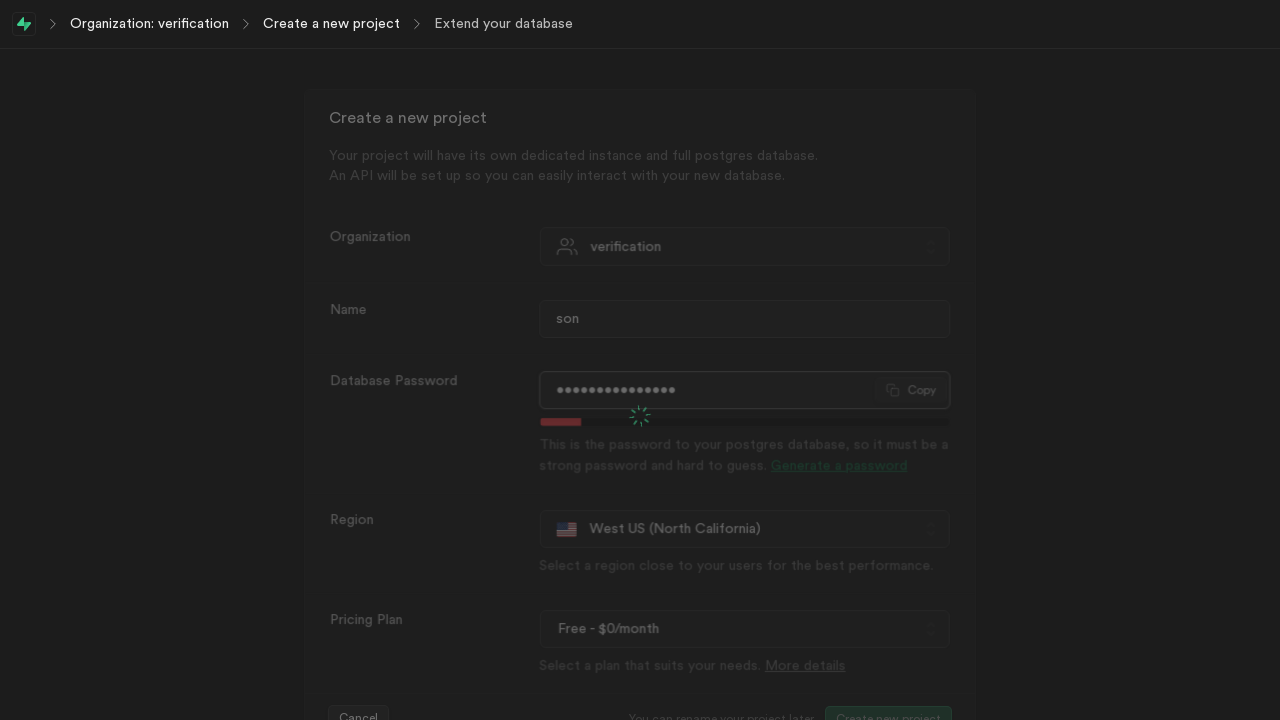 Organization: verification
Create a new project
Extend your database
Create a new project
Your project will have its own dedicated instance and full postgres database.
An API will be set up so you can easily interact with your new database.
Organization
verification
Name
son
Database Password
•••••••••••••••
Copy
This is the password to your postgres database, so it must be a
strong password and hard to guess. Generate a password
Region
West US (North California)
Select a region close to your users for the best performance.
Pricing Plan
Free - $0/month
Select a plan that suits your needs. More details
Cancel
You can rename your project later
Create new project